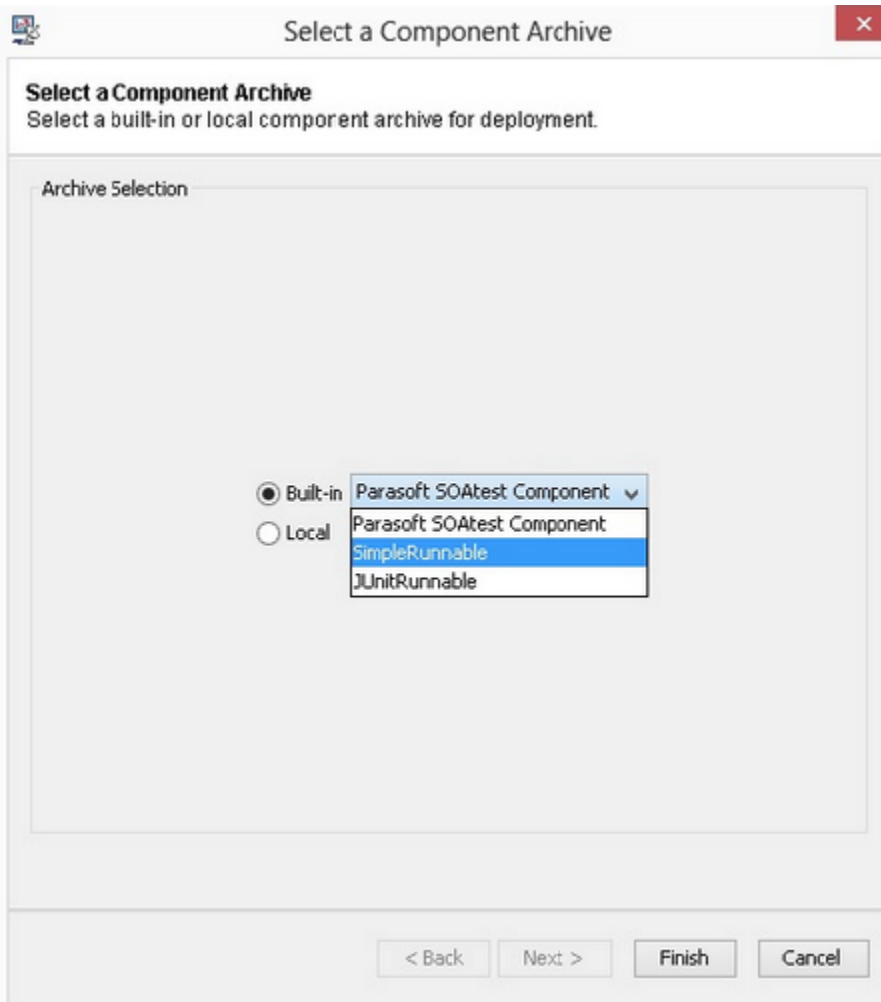 Select a Component Archive
Select a Component Archive
Select a built-in or local component archive for deployment.
Archive Selection
Built-in Parasoft SOAtest Component
Local
Parasoft SOAtest Component
SimpleRunnable
JUnitRunnable
< Back Next > Finish Cancel